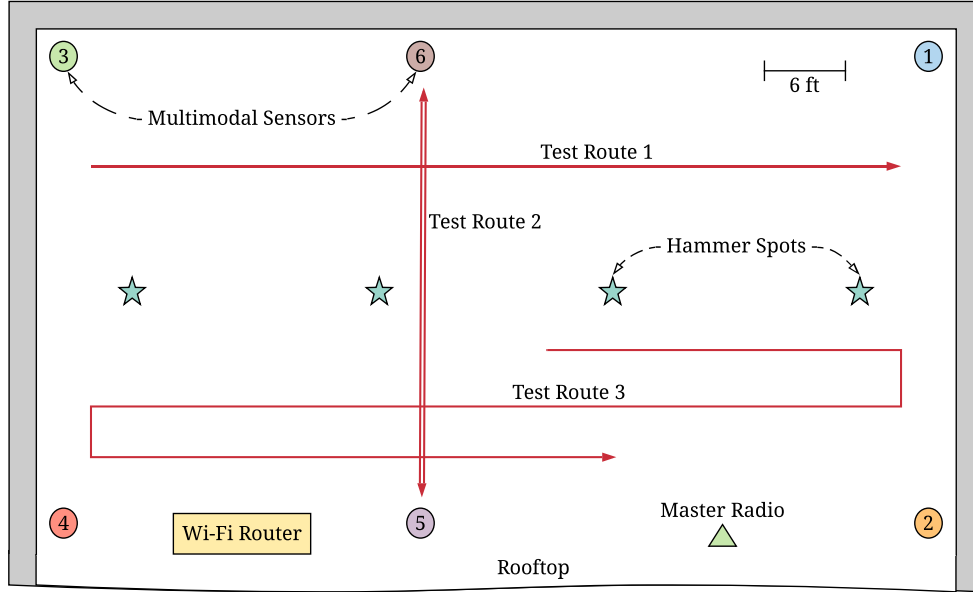 3
6
1
6 ft
Multimodal Sensors
Test Route 1
Test Route 2
Hammer Spots
Test Route 3
Master Radio
4
Wi-Fi Router
5
2
Rooftop